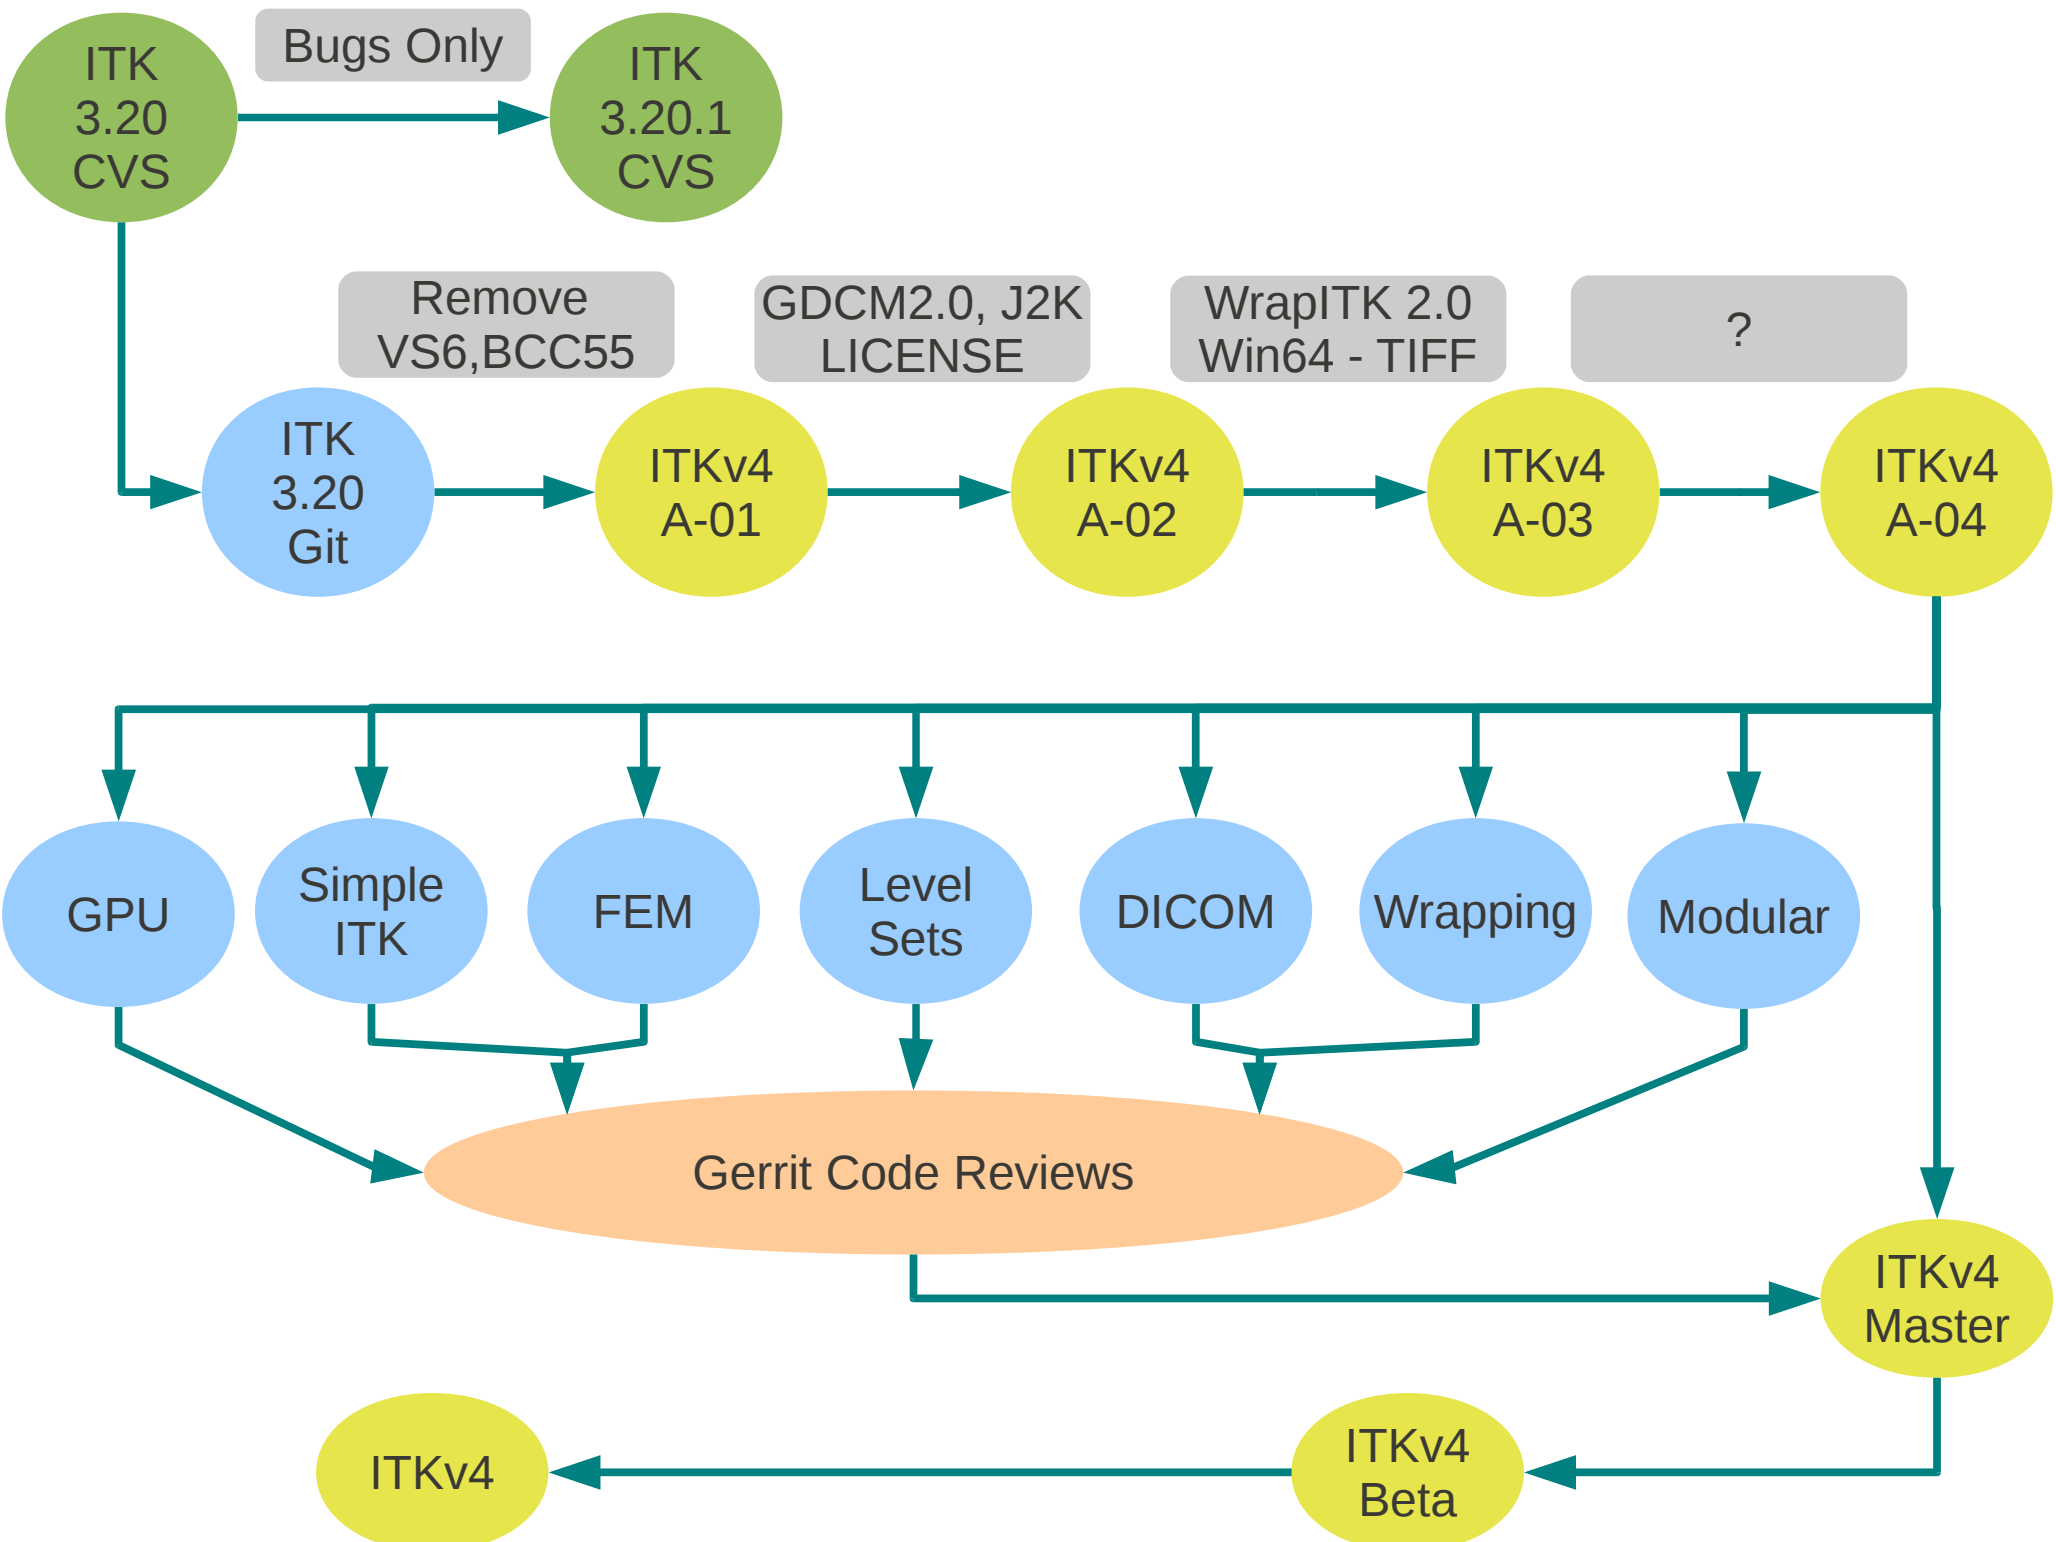 ITK
3.20
CVS
Bugs Only
ITK
3.20.1
CVS
Remove
VS6,BCC55
GDCM2.0, J2K
LICENSE
WrapITK 2.0
Win64 - TIFF
?
ITK
3.20
Git
ITKv4
A-01
ITKv4
A-02
ITKv4
A-03
ITKv4
A-04
GPU
Simple
ITK
FEM
Level
Sets
DICOM
Wrapping
Modular
Gerrit Code Reviews
ITKv4
Master
ITKv4
ITKv4
Beta